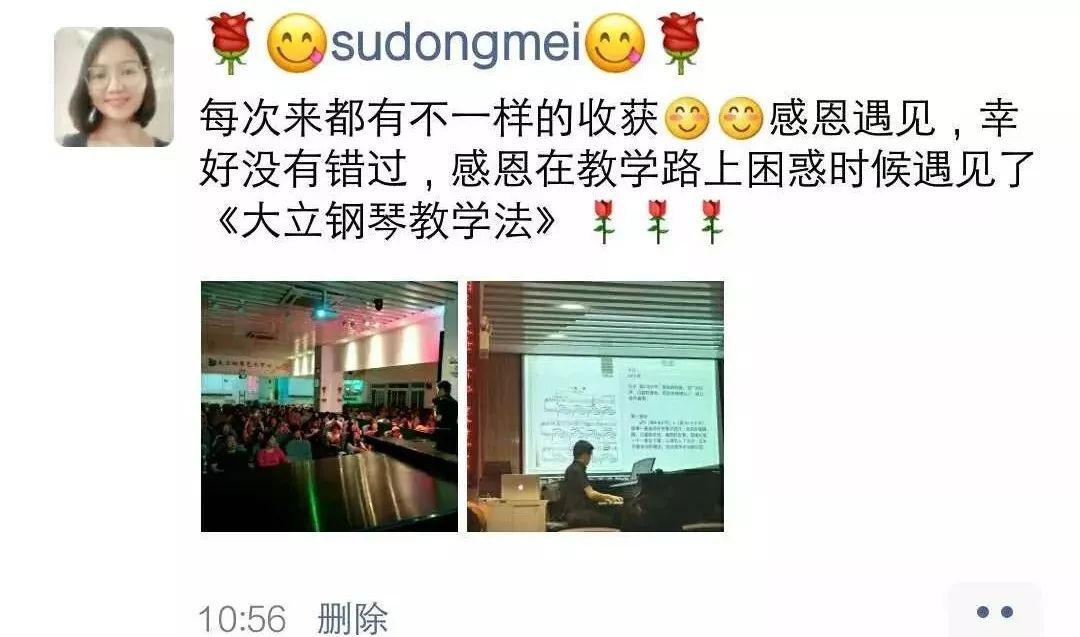 🌹😋sudongmei😋🌹
每次来都有不一样的收获😊😊感恩遇见，幸
好没有错过，感恩在教学路上困惑时候遇见了
《大立钢琴教学法》🌹🌹🌹
10:56 删除